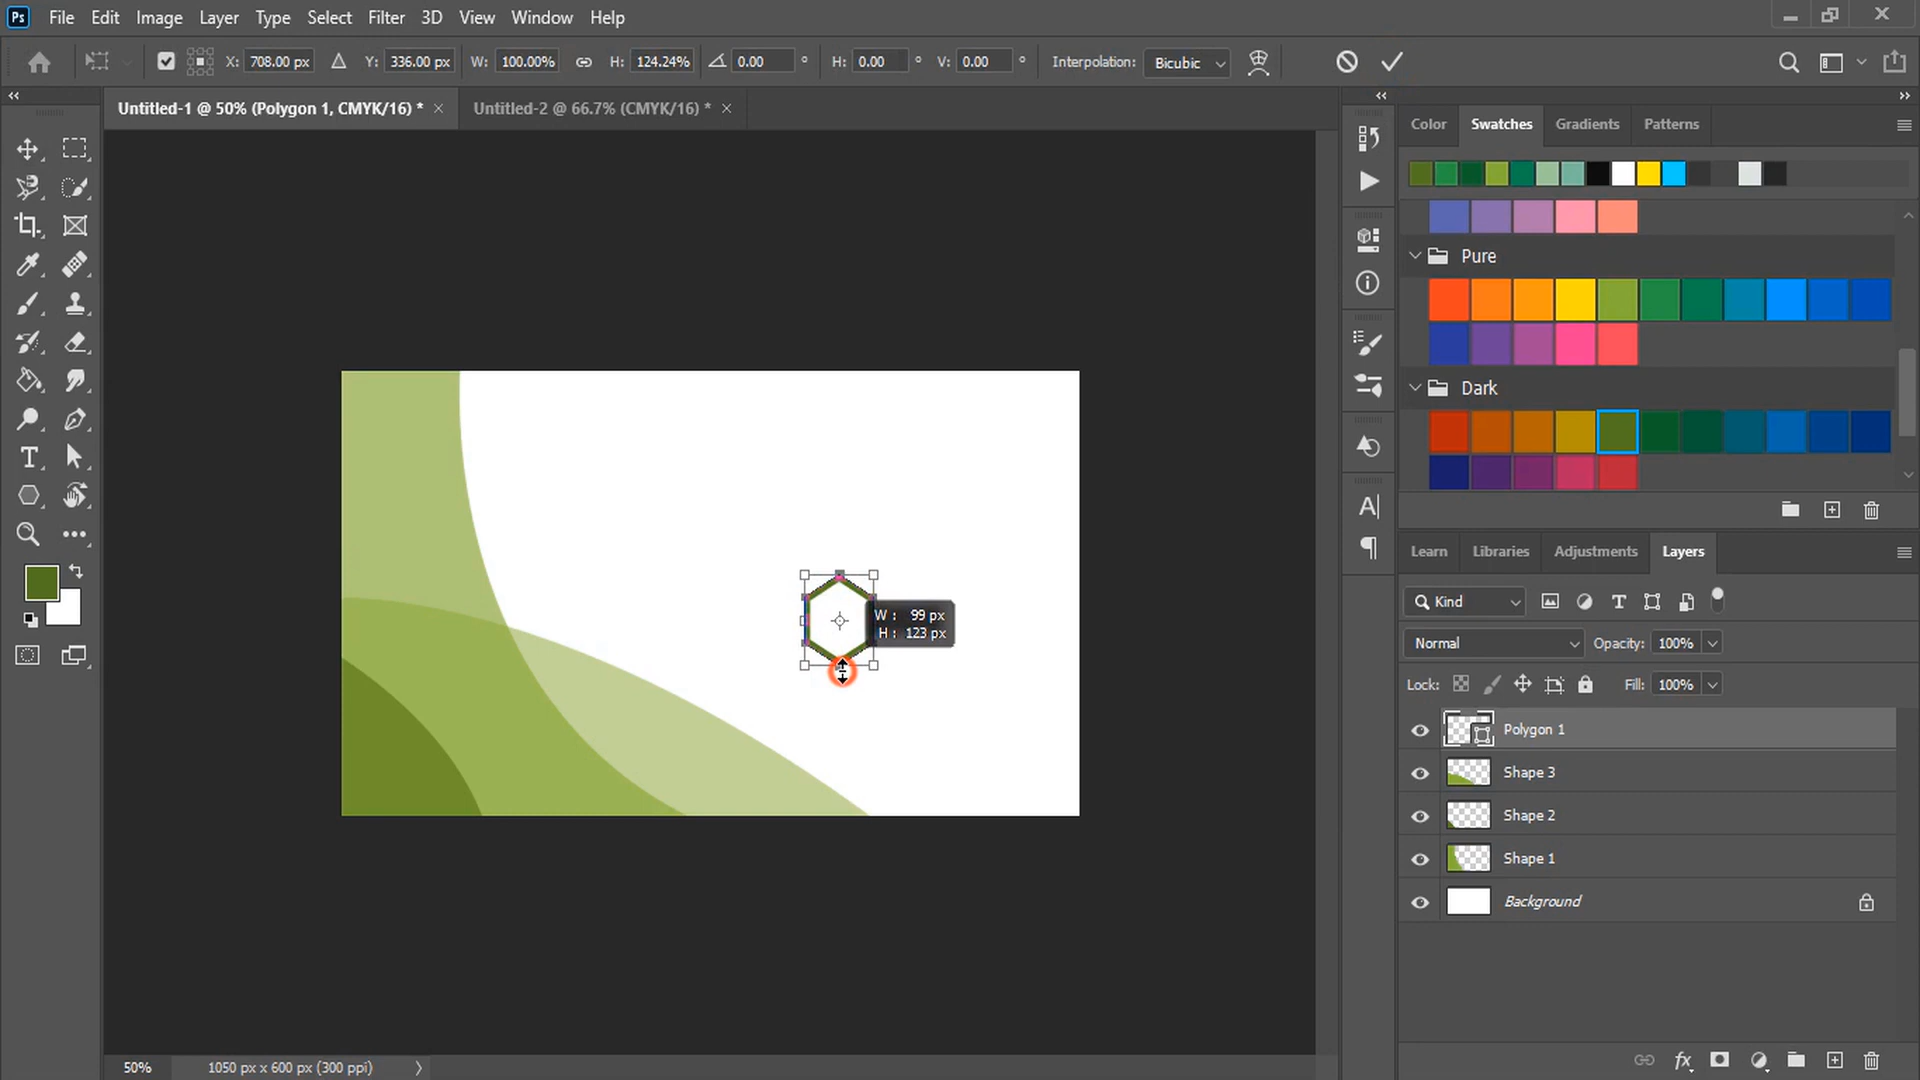 Ps File Edit Image Layer Type Select Filter 3D View Window Help
X: 708.00 px Y: 336.00 px W: 100.00% H: 124.24% 0.00 ° H: 0.00 ° V: 0.00 ° Interpolation: Bicubic
Untitled-1 @ 50% (Polygon 1, CMYK/16) * × Untitled-2 @ 66.7% (CMYK/16) * ×
Color Swatches Gradients Patterns
Pure
Dark
Learn Libraries Adjustments Layers
Kind
Normal Opacity: 100%
Lock: Fill: 100%
Polygon 1
Shape 3
Shape 2
Shape 1
Background
W : 99 px
H : 123 px
50% 1050 px x 600 px (300 ppi)